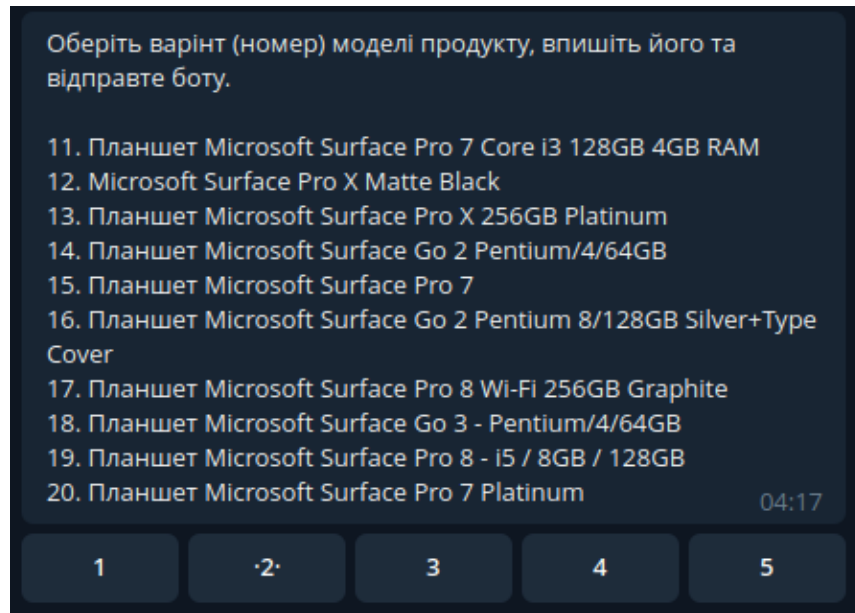 Оберіть варінт (номер) моделі продукту, впишіть його та
відправте боту.
11. Планшет Microsoft Surface Pro 7 Core i3 128GB 4GB RAM
12. Microsoft Surface Pro X Matte Black
13. Планшет Microsoft Surface Pro X 256GB Platinum
14. Планшет Microsoft Surface Go 2 Pentium/4/64GB
15. Планшет Microsoft Surface Pro 7
16. Планшет Microsoft Surface Go 2 Pentium 8/128GB Silver+Type
Cover
17. Планшет Microsoft Surface Pro 8 Wi-Fi 256GB Graphite
18. Планшет Microsoft Surface Go 3 - Pentium/4/64GB
19. Планшет Microsoft Surface Pro 8 - i5 / 8GB / 128GB
20. Планшет Microsoft Surface Pro 7 Platinum
04:17
1 ·2· 3 4 5